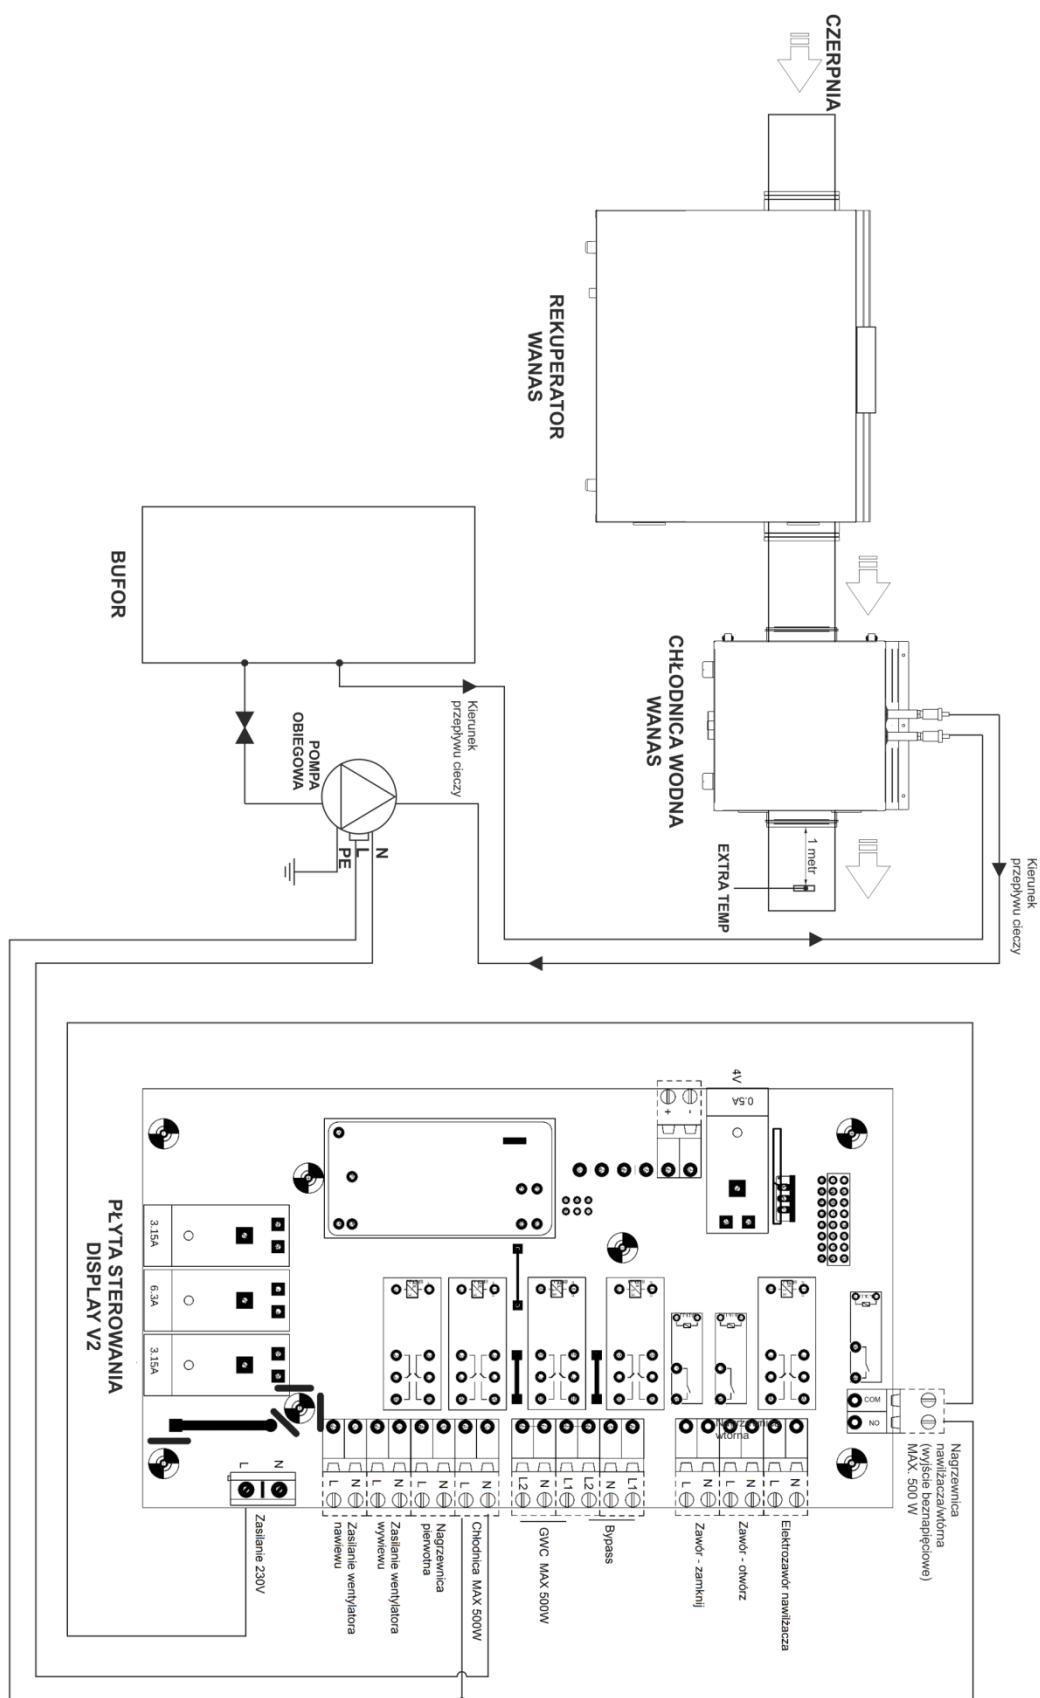 CZERPNIA
REKUPERATOR
WANAS
BUFOR
CHŁODNICA WODNA
WANAS
Kierunek
przepływu cieczy
POMPA
OBIEGOWA
N
L
PE
1 metr
EXTRA TEMP
Kierunek
przepływu cieczy
PŁYTA STEROWANIA
DISPLAY V2
4V
0.5A
+
-
3.15A
6.3A
3.15A
COM
NO
Nagrzewnica
nawilżacza/wtórna
(wyjście beznapięciowe)
MAX. 500 W
wtórna
N
L
Elektrozawór nawilżacza
N
L
Zawór - otwórz
N
L
Zawór - zamknij
L1
N
L2
Bypass
L1
N
L2
GWC MAX 500W
N
L
Chłodnica MAX 500W
N
L
Nagrzewnica
pierwotna
N
L
Zasilanie wentylatora
wywiewu
N
L
Zasilanie wentylatora
nawiewu
N
L
Zasilanie 230V